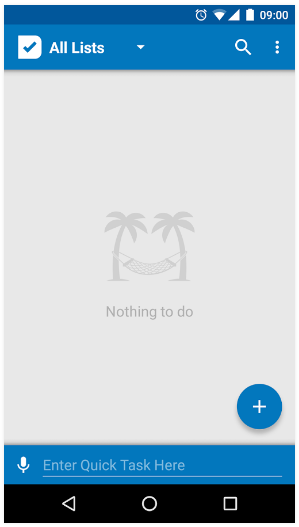 09:00
All Lists
Nothing to do
Enter Quick Task Here